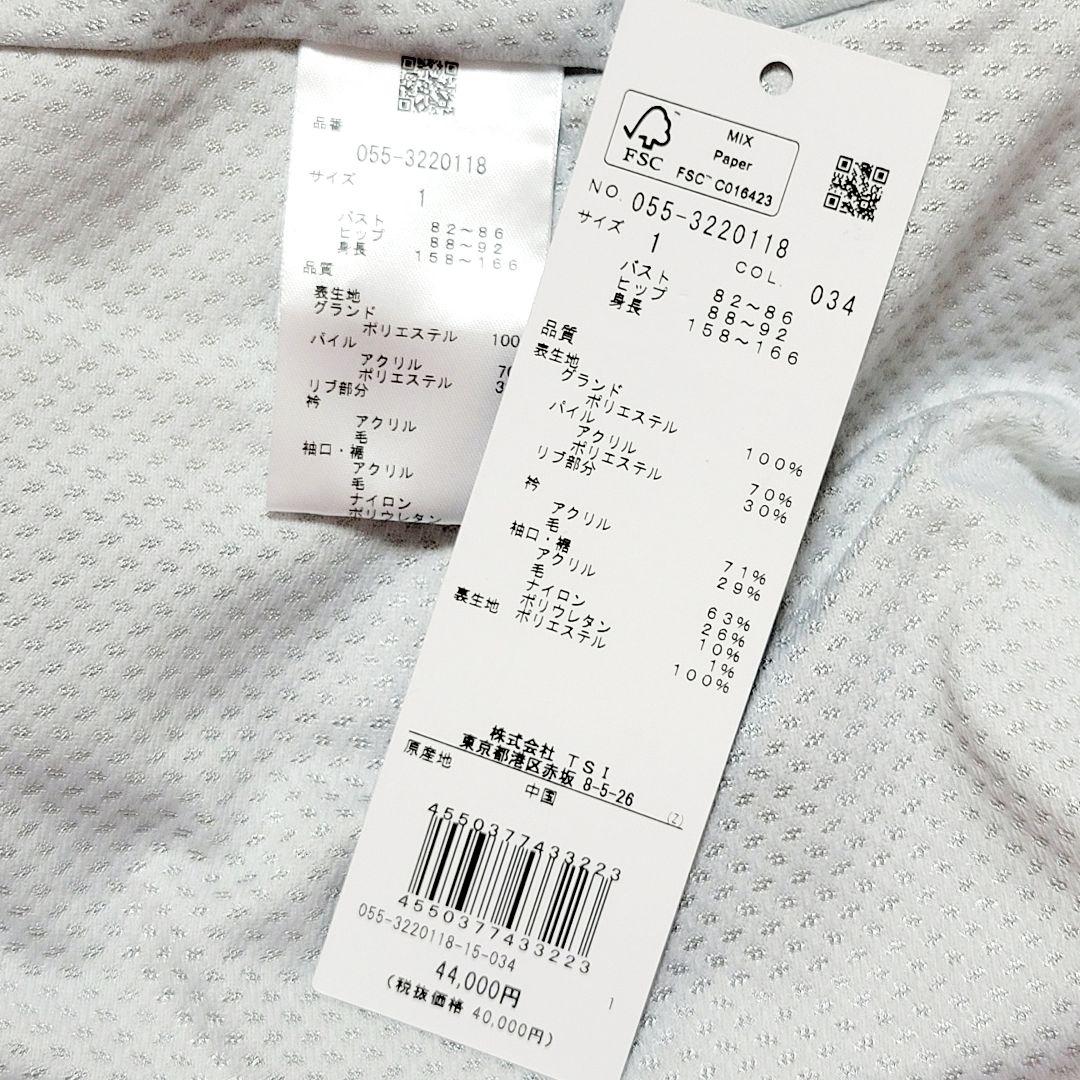 品番
055-3220118
サイズ
1
バスト 82～86
ヒップ 88～92
身長 158～166
品質
表生地
グランド
ポリエステル 100
パイル
アクリル
ポリエステル
リブ部分
衿
アクリル
毛
袖口・裾
アクリル
毛
ナイロン
ポリウレタン
FSC
MIX
Paper
FSC™ C016423
NO. 055-3220118
サイズ 1 COL. 034
バスト 82～86
ヒップ 88～92
身長 158～166
品質
表生地
グランド
ポリエステル 100%
パイル
アクリル 70%
ポリエステル 30%
リブ部分
衿
アクリル 71%
毛 29%
袖口・裾
アクリル 63%
毛 26%
ナイロン 10%
ポリウレタン 1%
表生地 ポリエステル 100%
株式会社 TSI
東京都港区赤坂 8-5-26
原産地 中国 (Z)
4550377433223
4550377433223
055-3220118-15-034
44,000円
(税抜価格 40,000円)
1